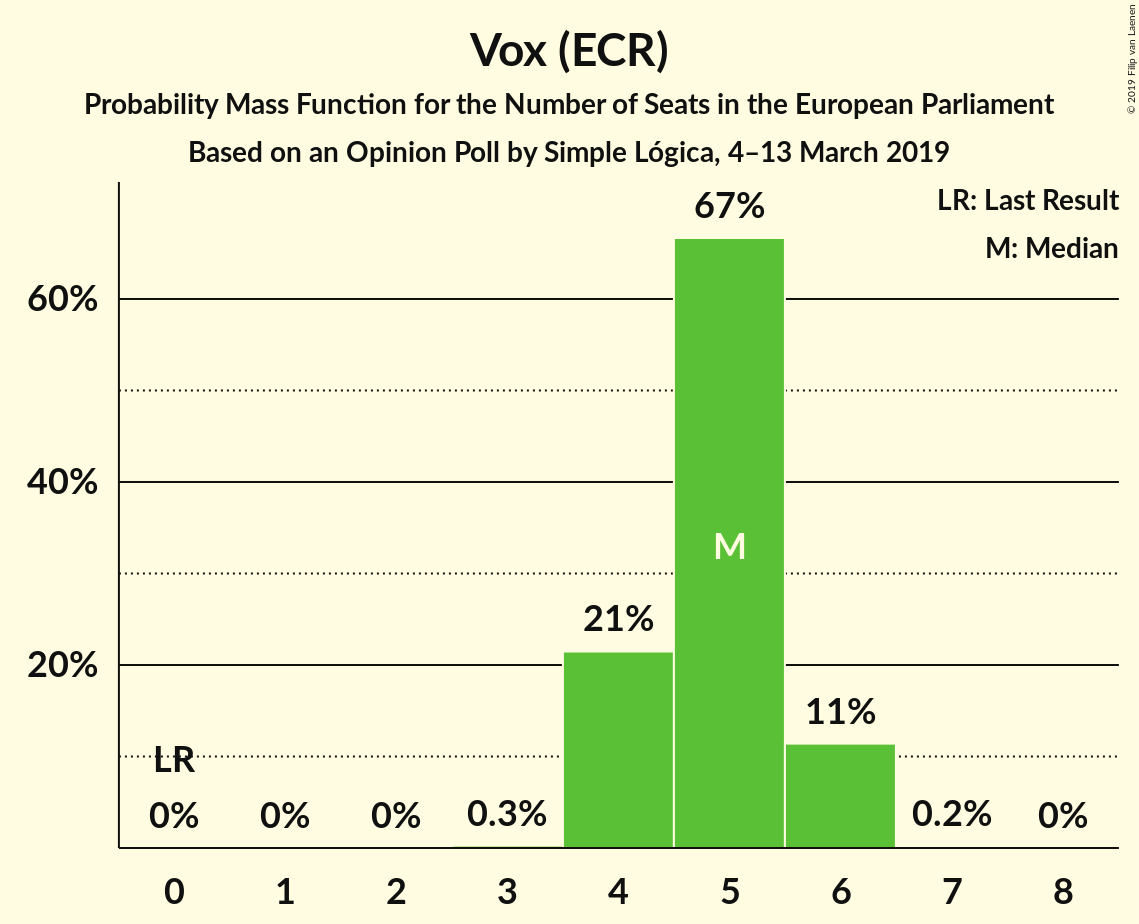 Vox (ECR)
Probability Mass Function for the Number of Seats in the European Parliament
Based on an Opinion Poll by Simple Lógica, 4–13 March 2019
© 2019 Filip van Laenen
LR: Last Result
M: Median
67%
60%
40%
M
21%
20%
11%
LR
0% 0% 0% 0.3% 0.2% 0%
0 1 2 3 4 5 6 7 8